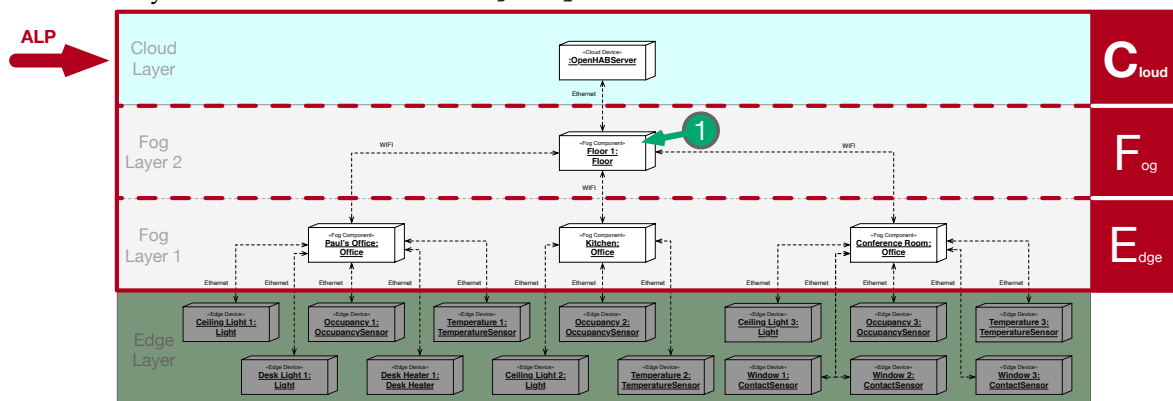 ALP
Cloud
Layer
«Cloud Device»
:OpenHABServer
Ethernet
Cloud
Fog
Layer 2
WiFi
«Fog Component»
Floor 1:
Floor
1
WiFi
WiFi
Fog
Fog
Layer 1
«Fog Component»
Paul's Office:
Office
«Fog Component»
Kitchen:
Office
«Fog Component»
Conference Room:
Office
Edge
Ethernet Ethernet Ethernet Ethernet Ethernet Ethernet Ethernet Ethernet Ethernet Ethernet Ethernet
Edge
Layer
«Edge Device»
Ceiling Light 1:
Light
«Edge Device»
Occupancy 1:
OccupancySensor
«Edge Device»
Temperature 1:
TemperatureSensor
«Edge Device»
Occupancy 2:
OccupancySensor
«Edge Device»
Ceiling Light 3:
Light
«Edge Device»
Occupancy 3:
OccupancySensor
«Edge Device»
Temperature 3:
TemperatureSensor
«Edge Device»
Desk Light 1:
Light
«Edge Device»
Desk Heater 1:
Desk Heater
«Edge Device»
Ceiling Light 2:
Light
«Edge Device»
Temperature 2:
TemperatureSensor
«Edge Device»
Window 1:
ContactSensor
«Edge Device»
Window 2:
ContactSensor
«Edge Device»
Window 3:
ContactSensor